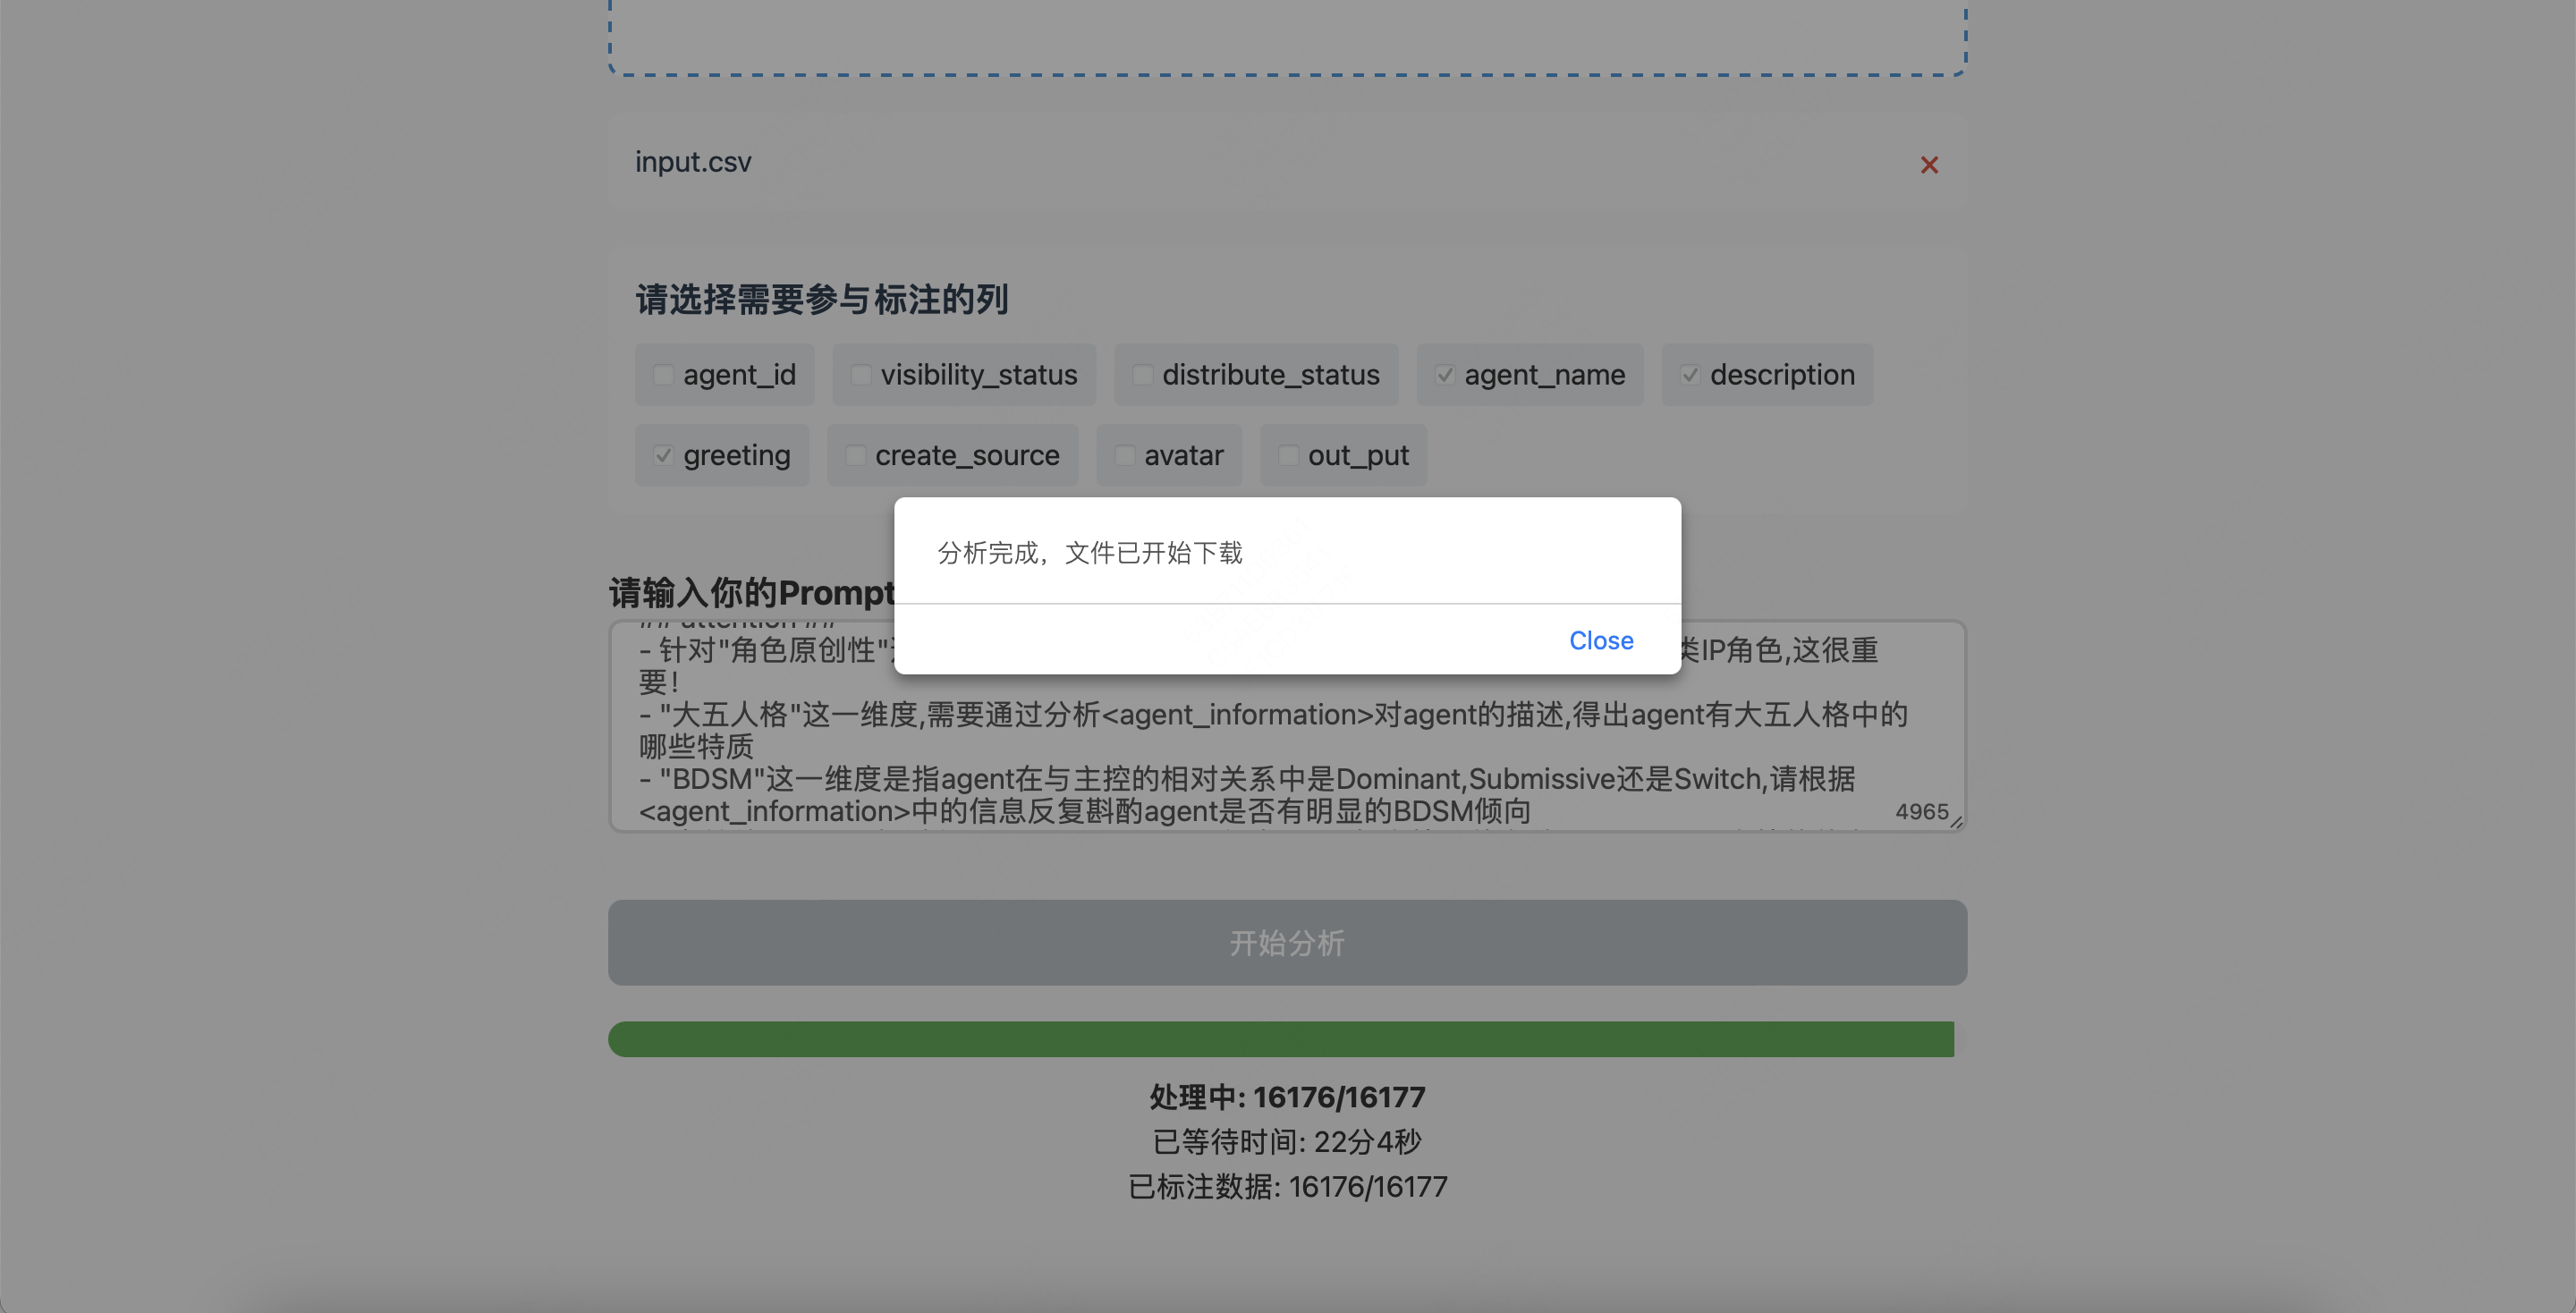 input.csv
×
请选择需要参与标注的列
agent_id visibility_status distribute_status agent_name description
greeting create_source avatar out_put
分析完成，文件已开始下载
Close
请输入你的Prompt
## attention ##
- 针对"角色原创性" 类IP角色,这很重
要!
- "大五人格"这一维度,需要通过分析<agent_information>对agent的描述,得出agent有大五人格中的
哪些特质
- "BDSM"这一维度是指agent在与主控的相对关系中是Dominant,Submissive还是Switch,请根据
<agent_information>中的信息反复斟酌agent是否有明显的BDSM倾向
4965
开始分析
处理中: 16176/16177
已等待时间: 22分4秒
已标注数据: 16176/16177